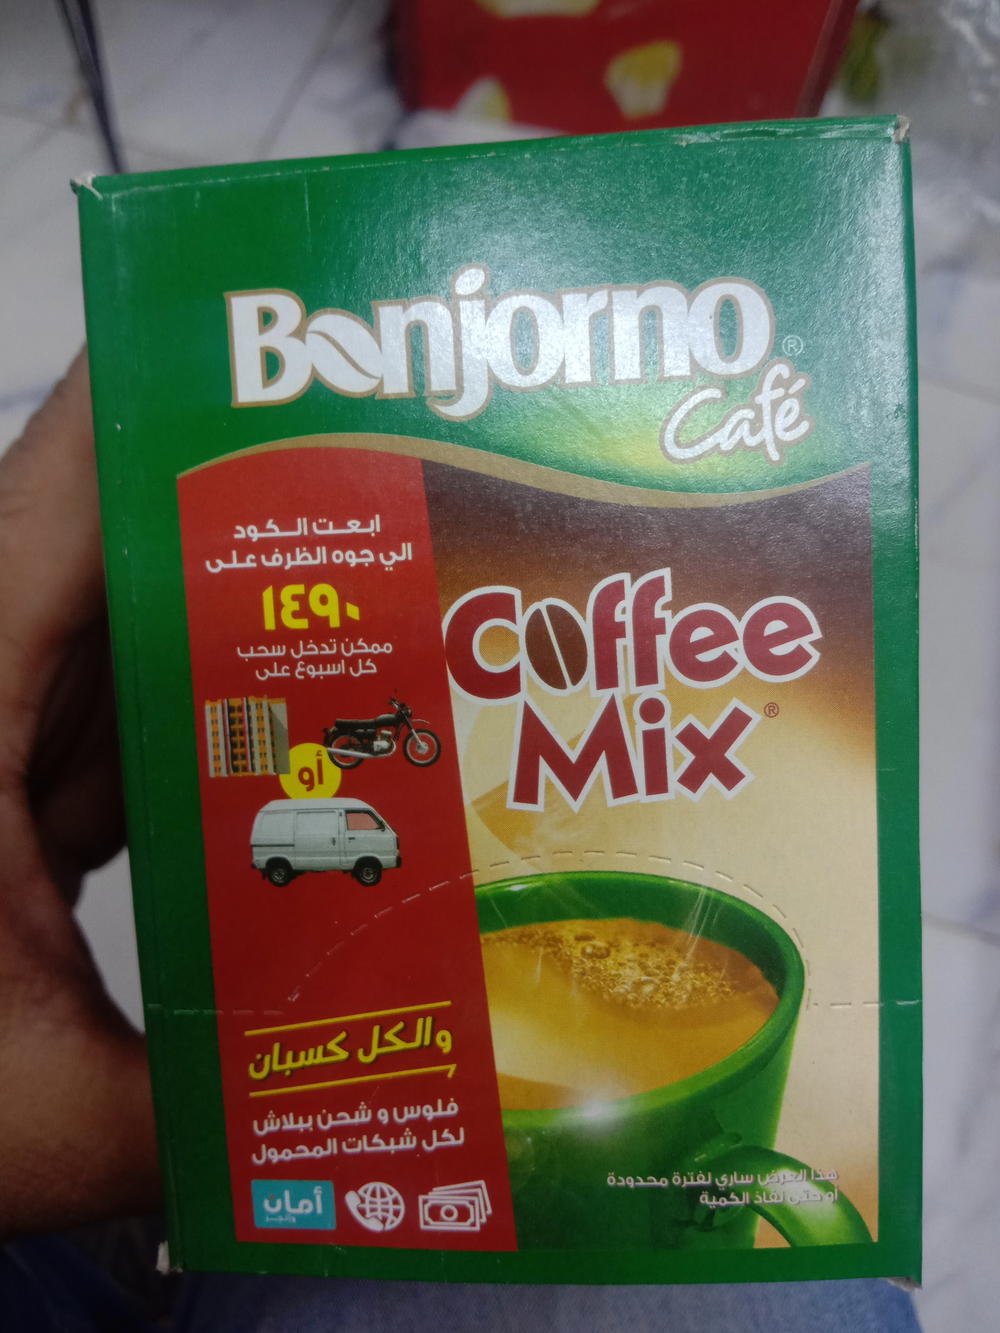 Bonjorno®
Café
ابعت الكود
الي جوه الظرف على
١٤٩٠
ممكن تدخل سحب
كل اسبوع على
أو
Coffee
Mix®
والكل كسبان
فلوس و شحن ببلاش
لكل شبكات المحمول
أمان
هذا العرض ساري لفترة محدودة
أو حتى نفاذ الكمية